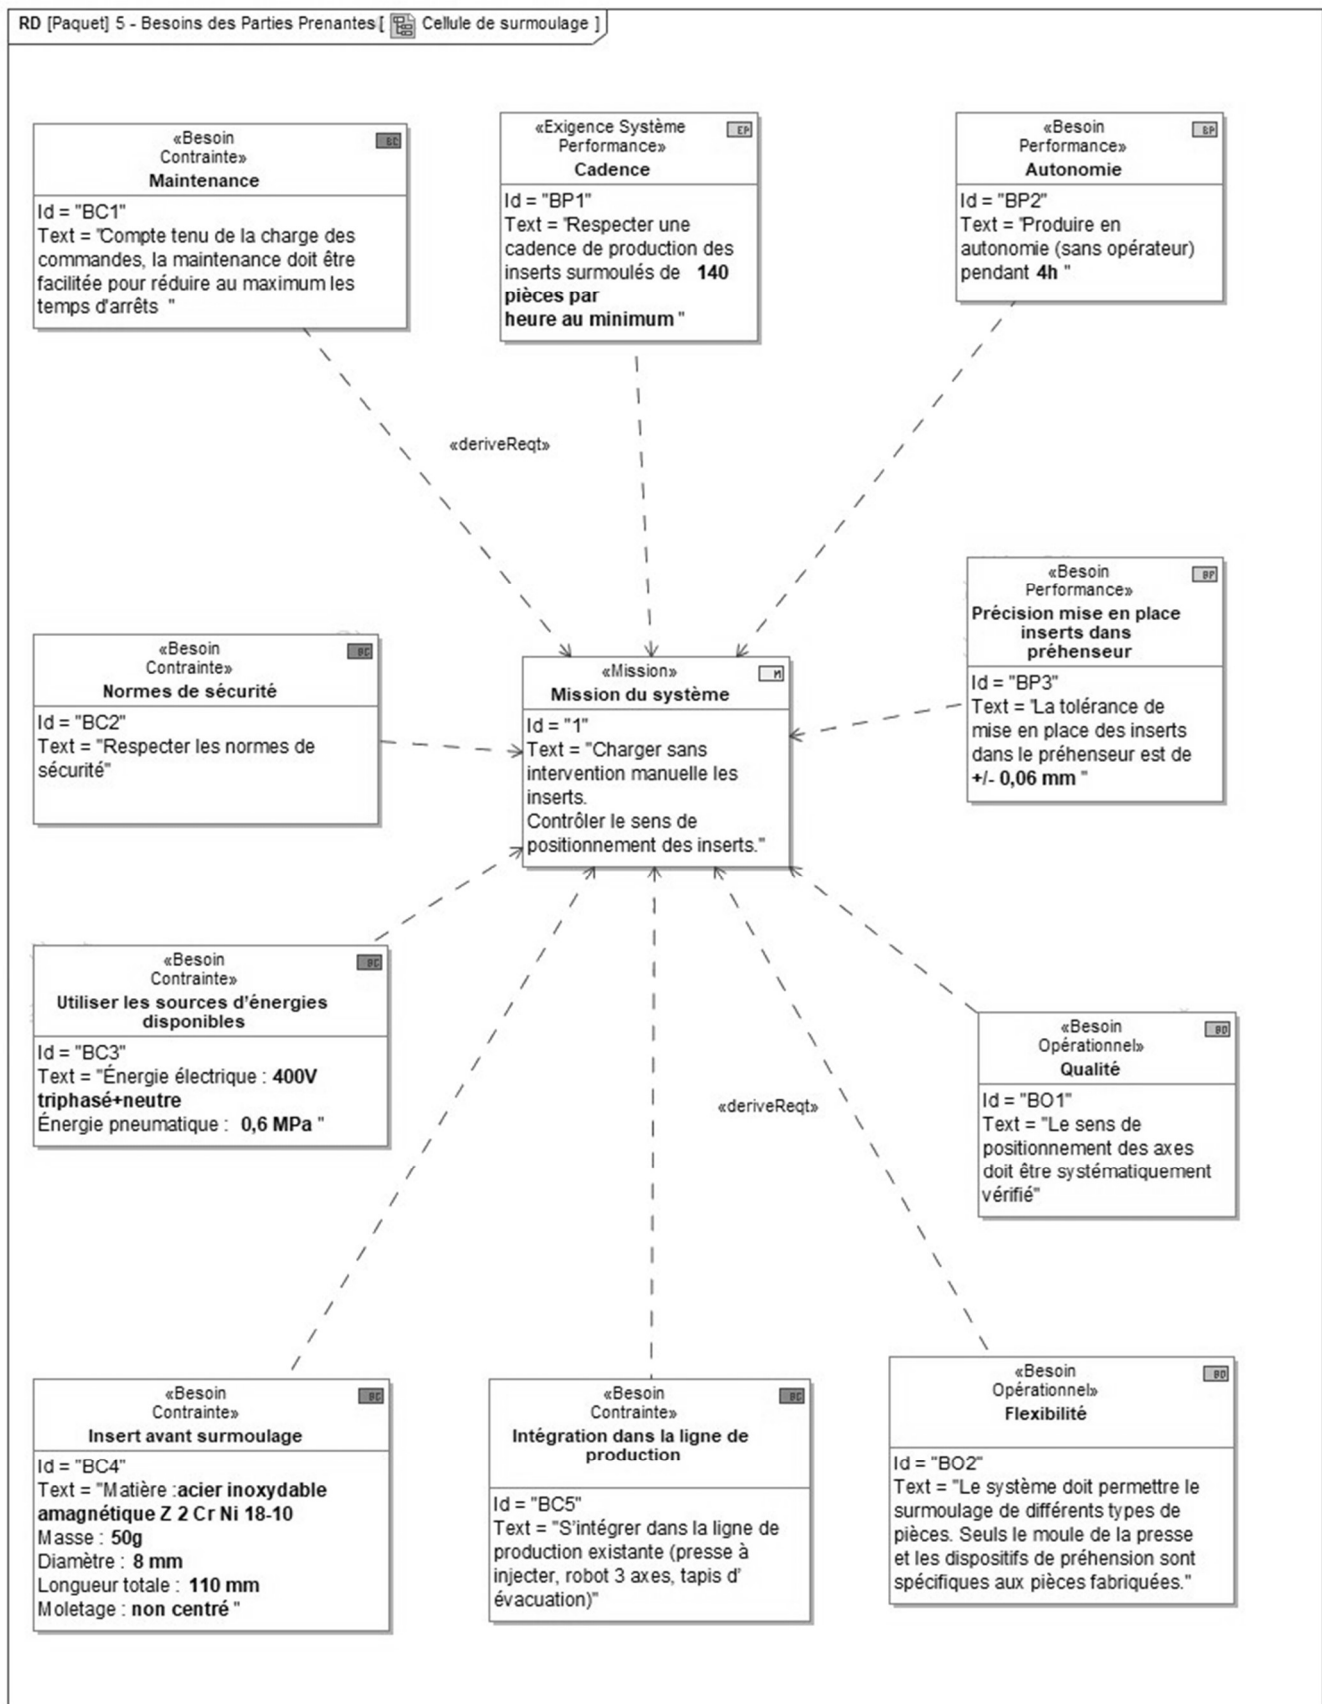 RD [Paquet] 5 - Besoins des Parties Prenantes[ Cellule de surmoulage ]
«Besoin
Contrainte»
BC
Maintenance
Id = "BC1"
Text = "Compte tenu de la charge des
commandes, la maintenance doit être
facilitée pour réduire au maximum les
temps d'arrêts "
«Exigence Système
Performance»
EP
Cadence
Id = "BP1"
Text = "Respecter une
cadence de production des
inserts surmoulés de 140
pièces par
heure au minimum "
«Besoin
Performance»
BP
Autonomie
Id = "BP2"
Text = "Produire en
autonomie (sans opérateur)
pendant 4h "
«deriveReqt»
«Besoin
Performance»
BP
Précision mise en place
inserts dans
préhenseur
Id = "BP3"
Text = "La tolérance de
mise en place des inserts
dans le préhenseur est de
+/- 0,06 mm "
«Besoin
Contrainte»
BC
Normes de sécurité
Id = "BC2"
Text = "Respecter les normes de
sécurité"
«Mission»
M
Mission du système
Id = "1"
Text = "Charger sans
intervention manuelle les
inserts.
Contrôler le sens de
positionnement des inserts."
«Besoin
Contrainte»
BC
Utiliser les sources d'énergies
disponibles
Id = "BC3"
Text = "Énergie électrique : 400V
triphasé+neutre
Énergie pneumatique : 0,6 MPa "
«Besoin
Opérationnel»
BO
Qualité
Id = "BO1"
Text = "Le sens de
positionnement des axes
doit être systématiquement
vérifié"
«deriveReqt»
«Besoin
Contrainte»
BC
Insert avant surmoulage
Id = "BC4"
Text = "Matière :acier inoxydable
amagnétique Z 2 Cr Ni 18-10
Masse : 50g
Diamètre : 8 mm
Longueur totale : 110 mm
Moletage : non centré "
«Besoin
Contrainte»
BC
Intégration dans la ligne de
production
Id = "BC5"
Text = "S'intégrer dans la ligne de
production existante (presse à
injecter, robot 3 axes, tapis d'
évacuation)"
«Besoin
Opérationnel»
BO
Flexibilité
Id = "BO2"
Text = "Le système doit permettre le
surmoulage de différents types de
pièces. Seuls le moule de la presse
et les dispositifs de préhension sont
spécifiques aux pièces fabriquées."